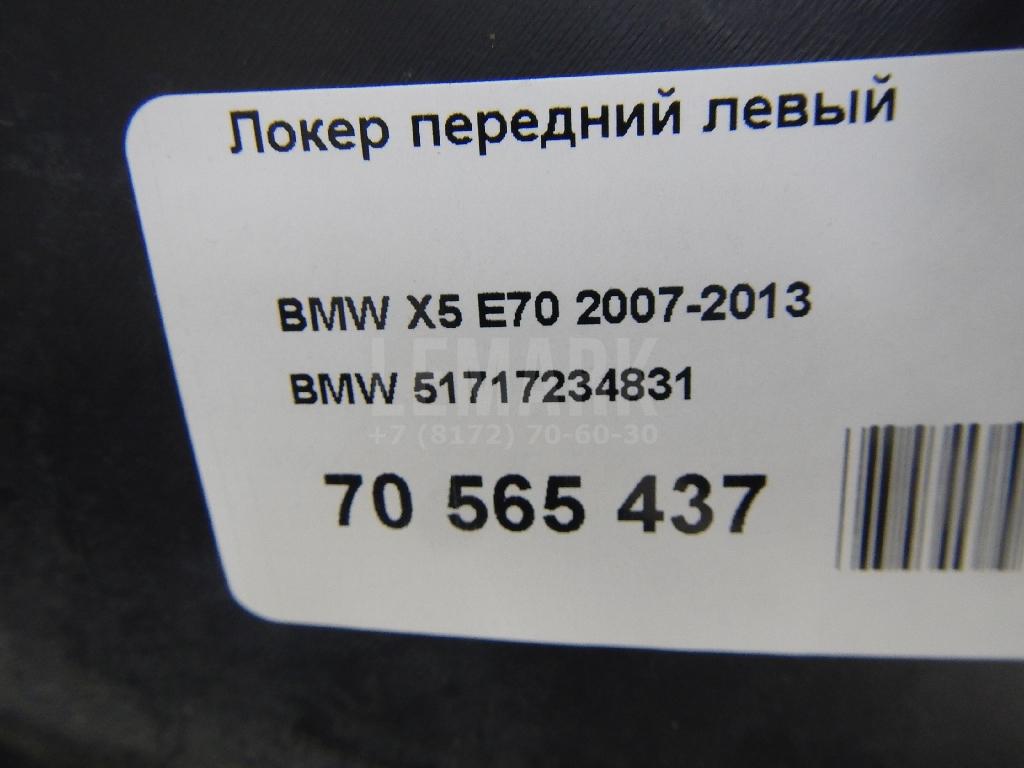 Локер передний левый
BMW X5 E70 2007-2013
LEMARK
BMW 51717234831
+7 (8172) 70-60-30
70 565 437